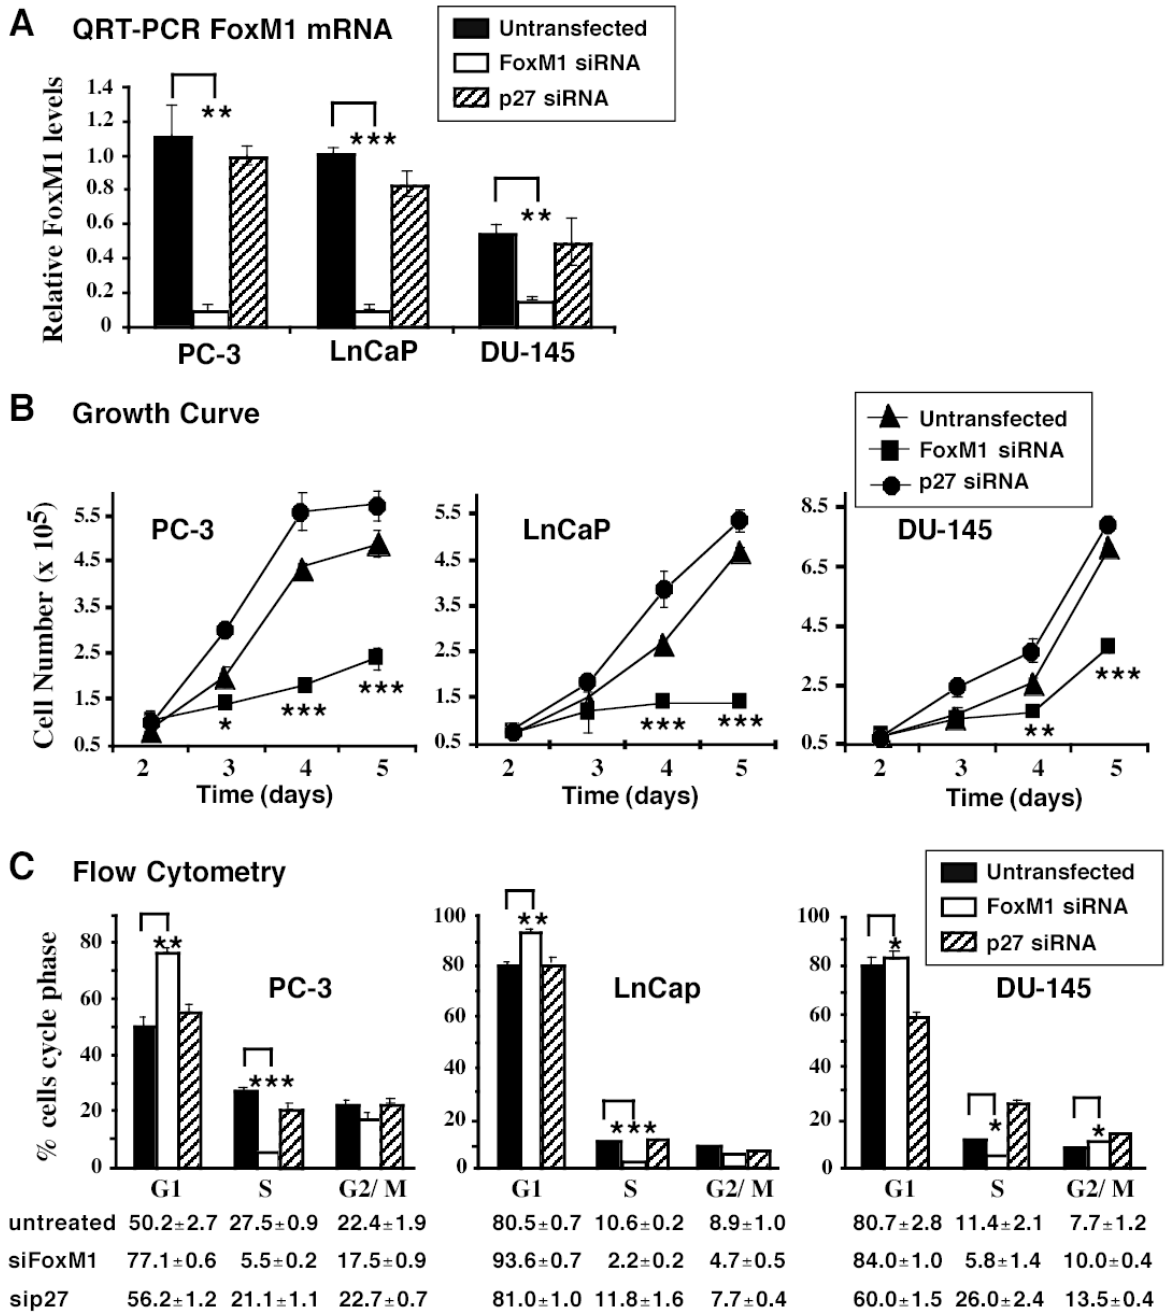 A QRT-PCR FoxM1 mRNA
Untransfected
FoxM1 siRNA
p27 siRNA
Relative FoxM1 levels
1.4
1.2
1.0
0.8
0.6
0.4
0.2
0
**
***
**
PC-3 LnCaP DU-145
B Growth Curve
Untransfected
FoxM1 siRNA
p27 siRNA
Cell Number (x 10⁵)
PC-3
5.5
4.5
3.5
2.5
1.5
0.5
*
***
***
2 3 4 5
Time (days)
LnCaP
5.5
4.5
3.5
2.5
1.5
0.5
***
***
2 3 4 5
Time (days)
DU-145
8.5
6.5
4.5
2.5
0.5
**
***
2 3 4 5
Time (days)
C Flow Cytometry
Untransfected
FoxM1 siRNA
p27 siRNA
% cells cycle phase
PC-3
80
60
40
20
0
**
***
G1 S G2/ M
LnCap
100
80
60
40
20
0
**
***
G1 S G2/ M
DU-145
100
80
60
40
20
0
*
*
*
G1 S G2/ M
untreated 50.2±2.7 27.5±0.9 22.4±1.9 80.5±0.7 10.6±0.2 8.9±1.0 80.7±2.8 11.4±2.1 7.7±1.2
siFoxM1 77.1±0.6 5.5±0.2 17.5±0.9 93.6±0.7 2.2±0.2 4.7±0.5 84.0±1.0 5.8±1.4 10.0±0.4
sip27 56.2±1.2 21.1±1.1 22.7±0.7 81.0±1.0 11.8±1.6 7.7±0.4 60.0±1.5 26.0±2.4 13.5±0.4